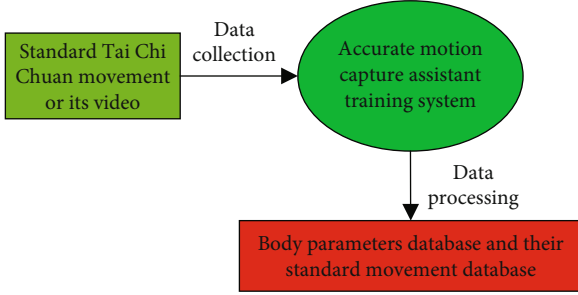 Standard Tai Chi
Chuan movement
or its video
Data
collection
Accurate motion
capture assistant
training system
Data
processing
Body parameters database and their
standard movement database